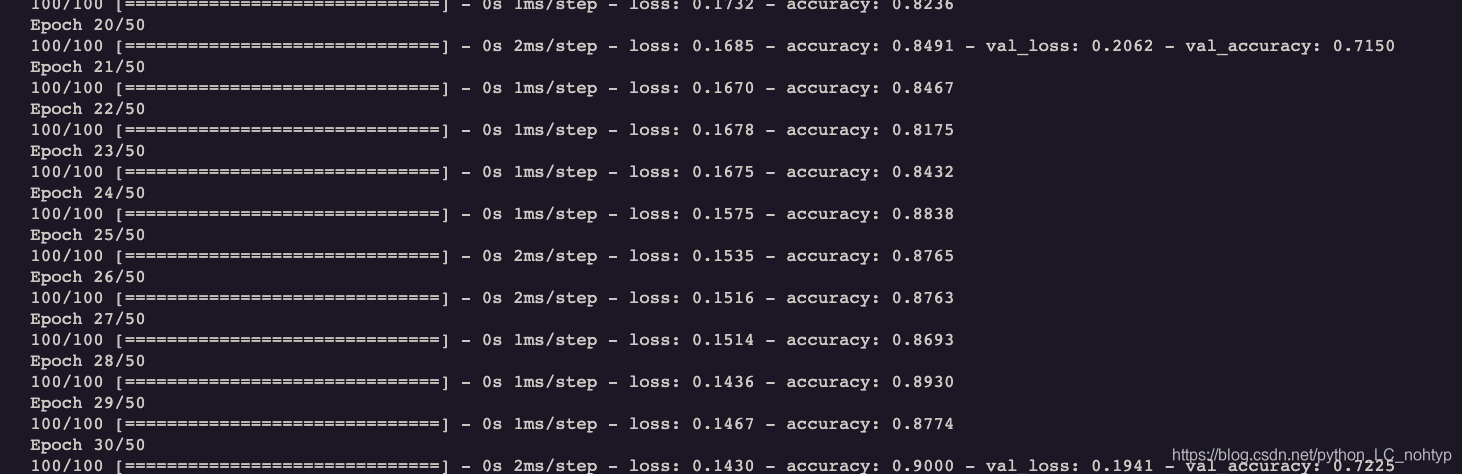 100/100 [==============================] - 0s 1ms/step - loss: 0.1732 - accuracy: 0.8236
Epoch 20/50
100/100 [==============================] - 0s 2ms/step - loss: 0.1685 - accuracy: 0.8491 - val_loss: 0.2062 - val_accuracy: 0.7150
Epoch 21/50
100/100 [==============================] - 0s 1ms/step - loss: 0.1670 - accuracy: 0.8467
Epoch 22/50
100/100 [==============================] - 0s 1ms/step - loss: 0.1678 - accuracy: 0.8175
Epoch 23/50
100/100 [==============================] - 0s 1ms/step - loss: 0.1675 - accuracy: 0.8432
Epoch 24/50
100/100 [==============================] - 0s 1ms/step - loss: 0.1575 - accuracy: 0.8838
Epoch 25/50
100/100 [==============================] - 0s 2ms/step - loss: 0.1535 - accuracy: 0.8765
Epoch 26/50
100/100 [==============================] - 0s 2ms/step - loss: 0.1516 - accuracy: 0.8763
Epoch 27/50
100/100 [==============================] - 0s 1ms/step - loss: 0.1514 - accuracy: 0.8693
Epoch 28/50
100/100 [==============================] - 0s 1ms/step - loss: 0.1436 - accuracy: 0.8930
Epoch 29/50
100/100 [==============================] - 0s 1ms/step - loss: 0.1467 - accuracy: 0.8774
Epoch 30/50
100/100 [==============================] - 0s 2ms/step - loss: 0.1430 - accuracy: 0.9000 - val_loss: 0.1941 - val_accuracy: 0.7225
https://blog.csdn.net/python_LC_nohtyp